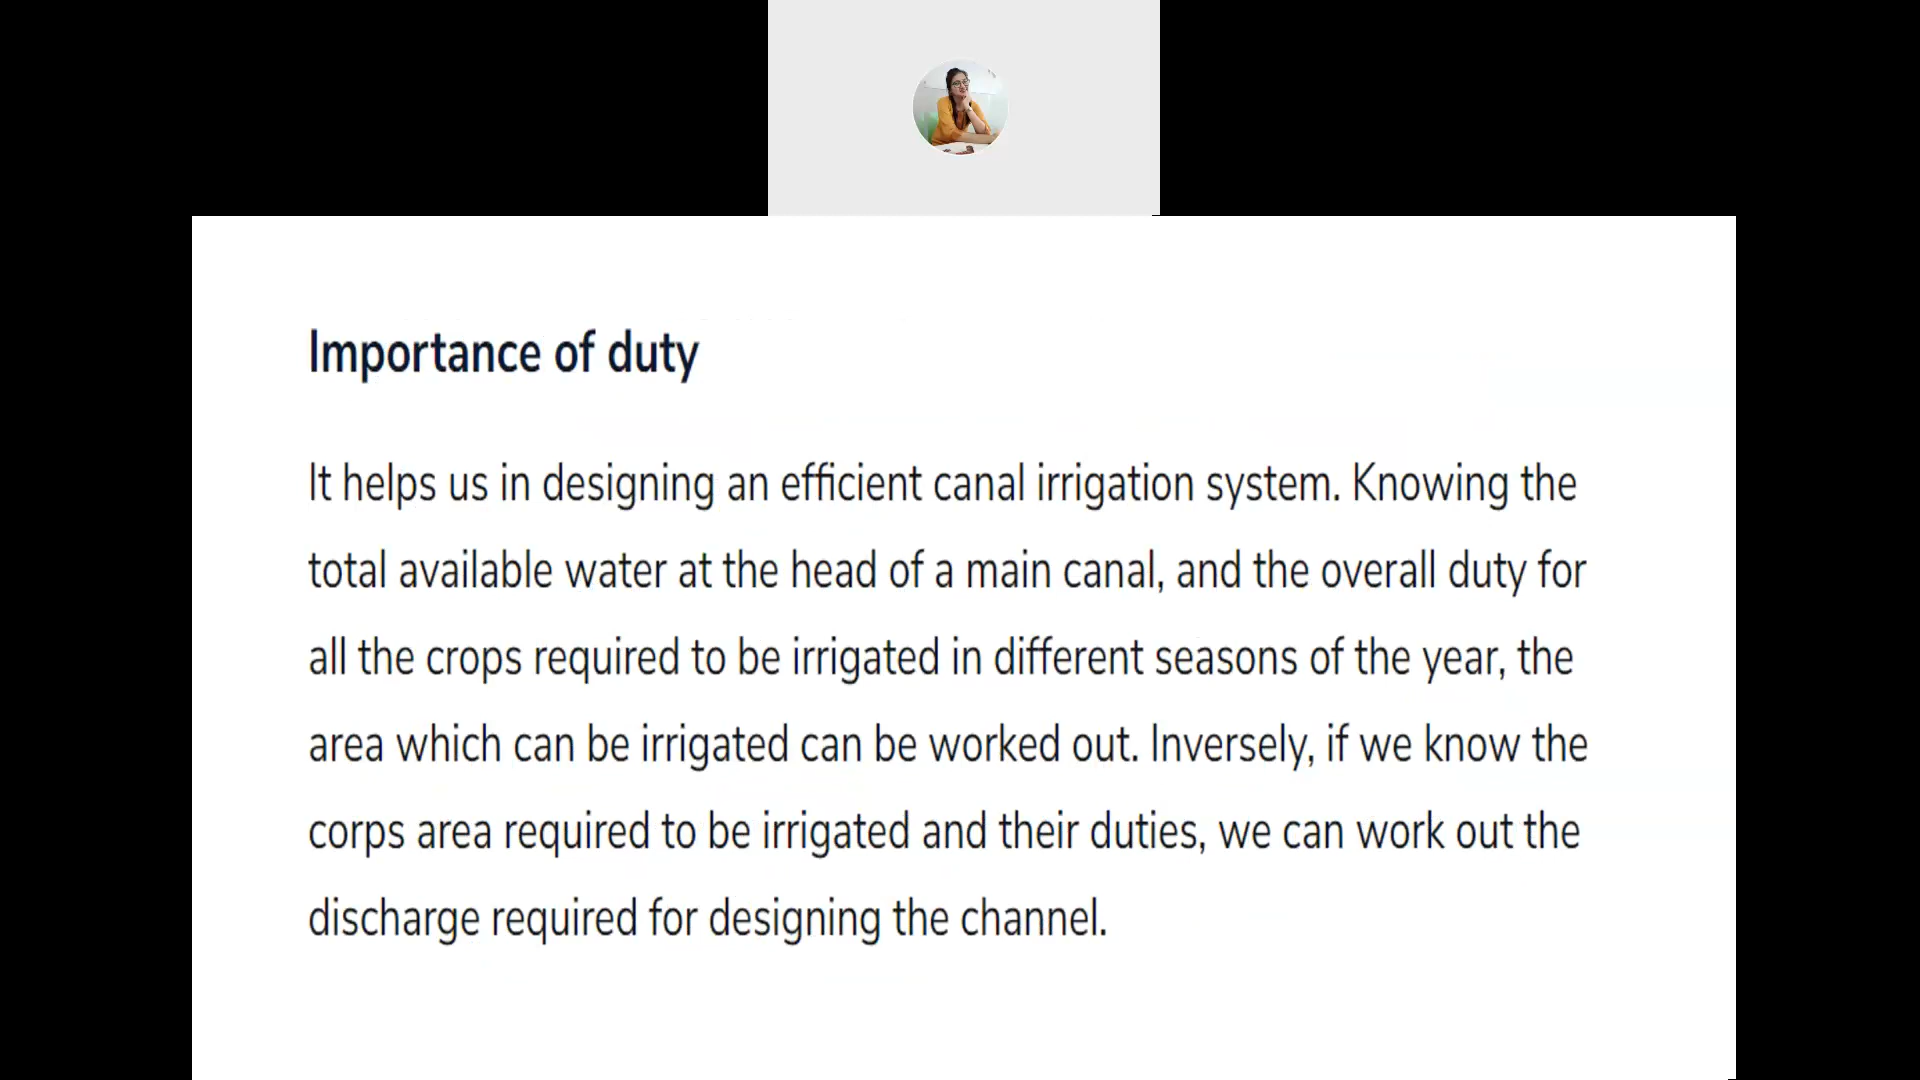 Importance of duty
It helps us in designing an efficient canal irrigation system. Knowing the
total available water at the head of a main canal, and the overall duty for
all the crops required to be irrigated in different seasons of the year, the
area which can be irrigated can be worked out. Inversely, if we know the
corps area required to be irrigated and their duties, we can work out the
discharge required for designing the channel.